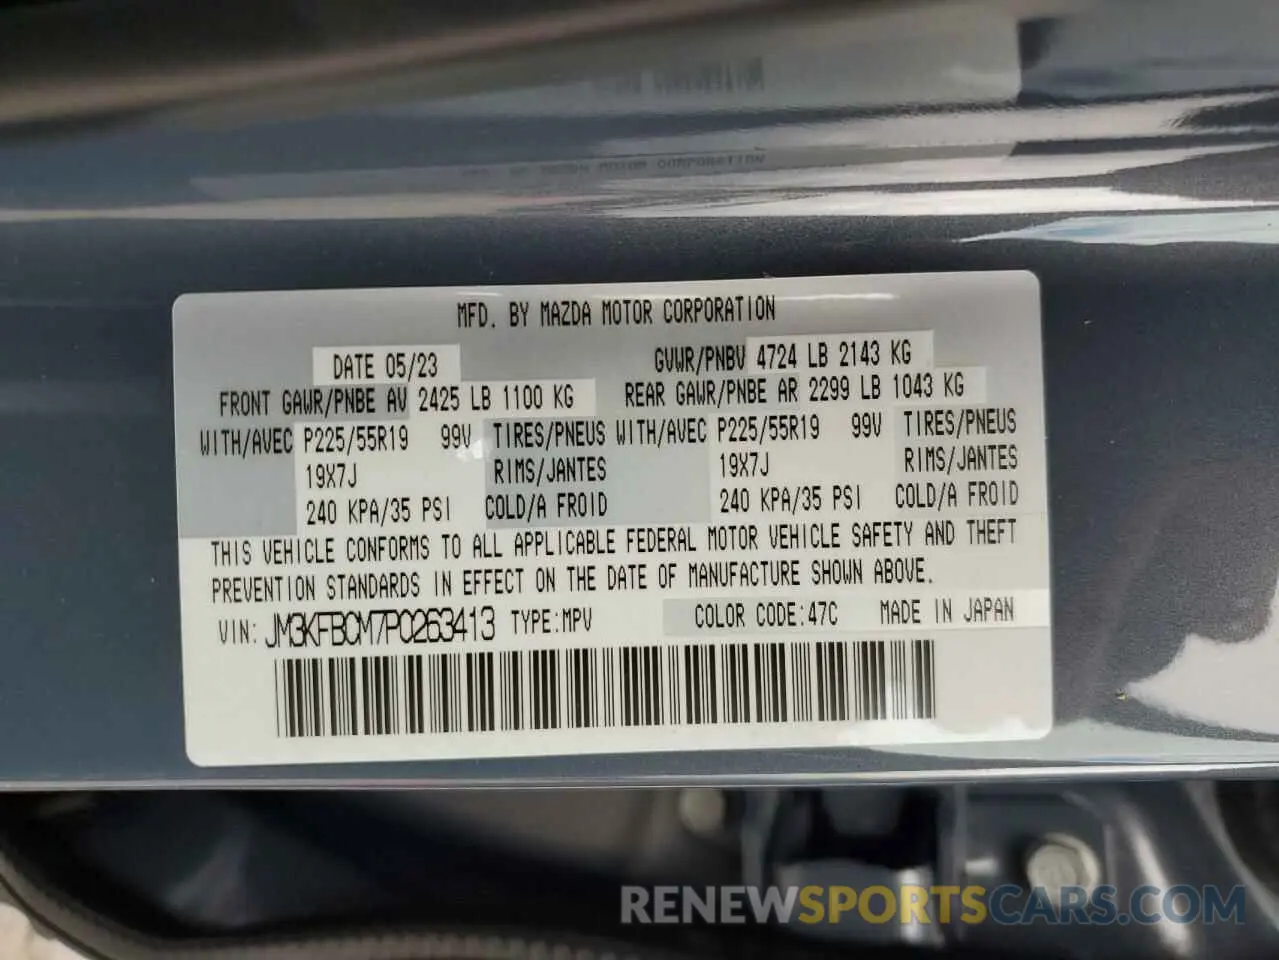 MFD. BY MAZDA MOTOR CORPORATION
DATE 05/23 GVWR/PNBV 4724 LB 2143 KG
FRONT GAWR/PNBE AV 2425 LB 1100 KG REAR GAWR/PNBE AR 2299 LB 1043 KG
WITH/AVEC P225/55R19 99V TIRES/PNEUS WITH/AVEC P225/55R19 99V TIRES/PNEUS
19X7J RIMS/JANTES 19X7J RIMS/JANTES
240 KPA/35 PSI COLD/A FROID 240 KPA/35 PSI COLD/A FROID
THIS VEHICLE CONFORMS TO ALL APPLICABLE FEDERAL MOTOR VEHICLE SAFETY AND THEFT
PREVENTION STANDARDS IN EFFECT ON THE DATE OF MANUFACTURE SHOWN ABOVE.
VIN: JM3KFBCM7P0263413 TYPE:MPV COLOR CODE:47C MADE IN JAPAN
RENEWSPORTSCARS.COM